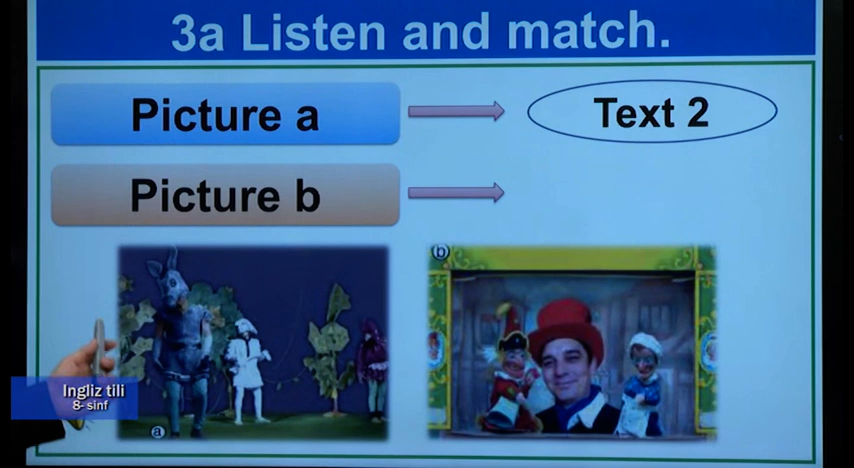 3a Listen and match.
Picture a
Text 2
Picture b
b
a
Ingliz tili
8- sinf